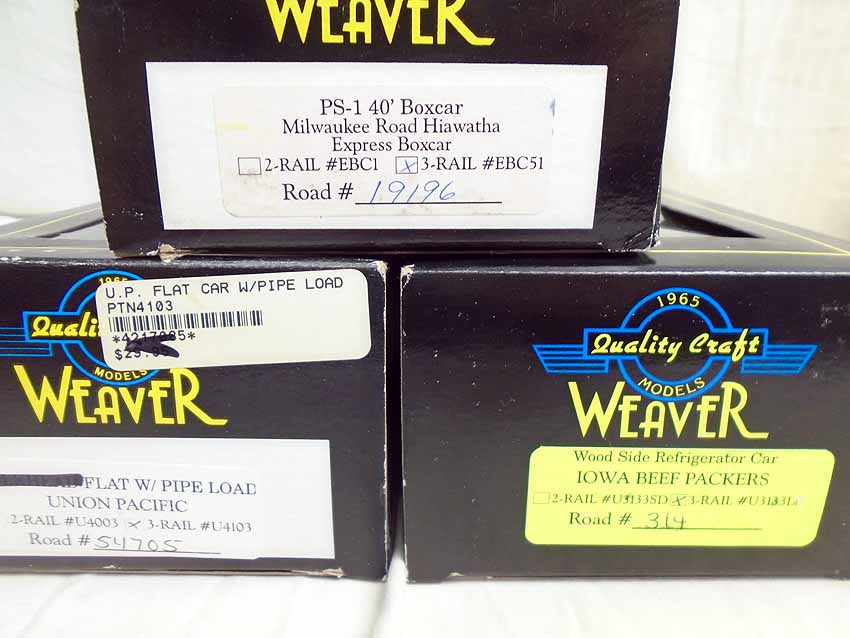 WEAVER
PS-1 40' Boxcar
Milwaukee Road Hiawatha
Express Boxcar
2-RAIL #EBC1 X 3-RAIL #EBC51
Road # 19196
U.P. FLAT CAR W/PIPE LOAD
PTN4103
1965
MODELS
WEAVER
FLAT W/ PIPE LOAD
UNION PACIFIC
2-RAIL #U4003 X 3-RAIL #U4103
Road # 54705
1965
Quality Craft
MODELS
WEAVER
Wood Side Refrigerator Car
IOWA BEEF PACKERS
2-RAIL X 3-RAIL
Road # 314